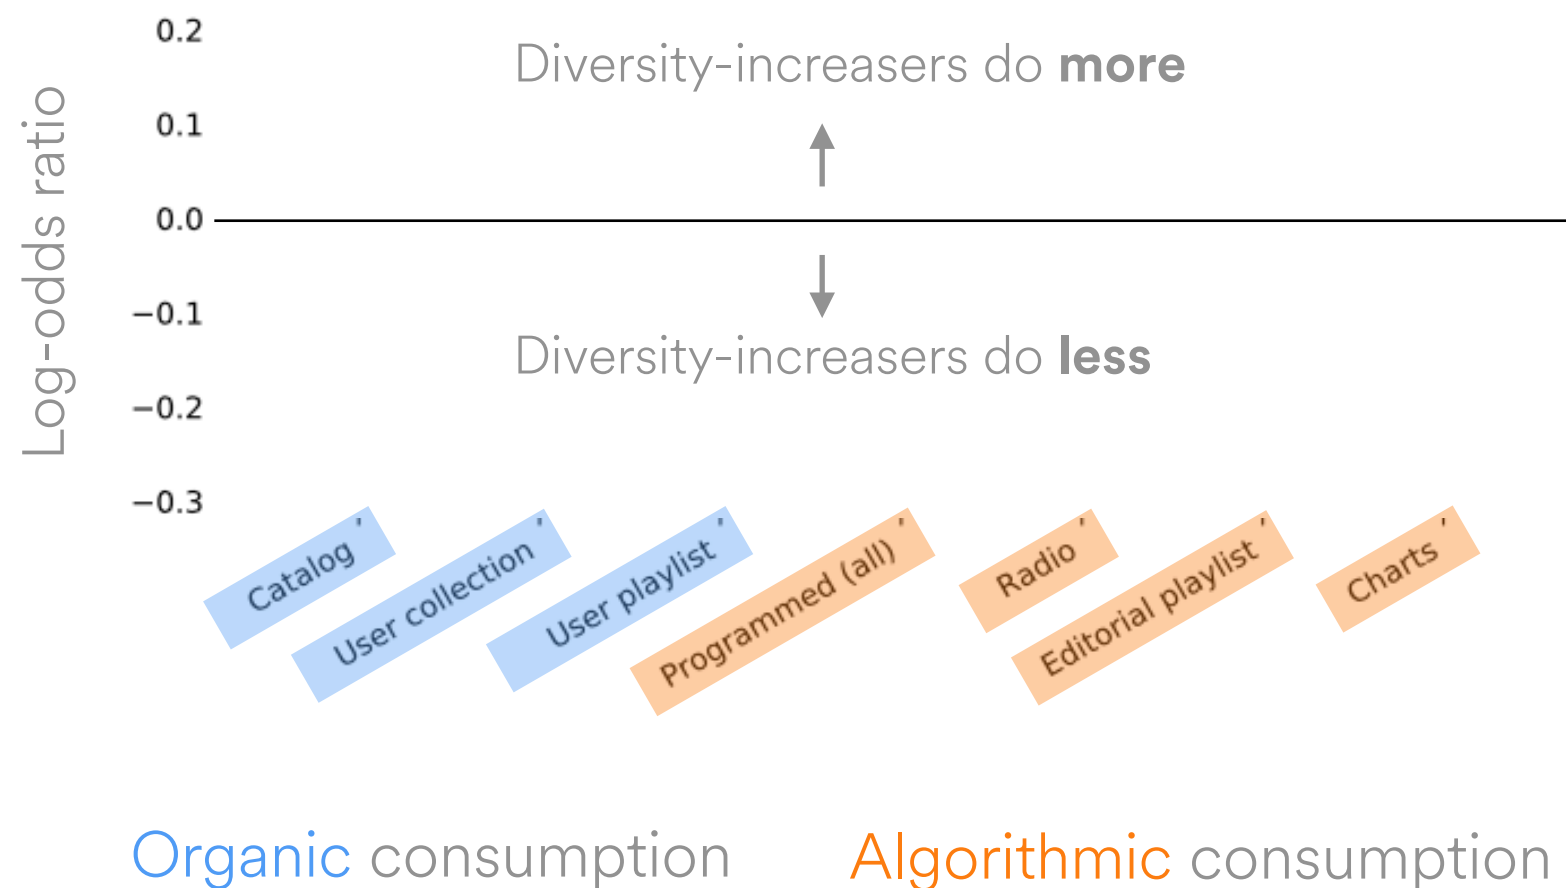 0.2
Diversity-increasers do more
0.1
0.0
Log-odds ratio
−0.1
Diversity-increasers do less
−0.2
−0.3
Catalog
User collection
User playlist
Programmed (all)
Radio
Editorial playlist
Charts
Organic consumption
Algorithmic consumption